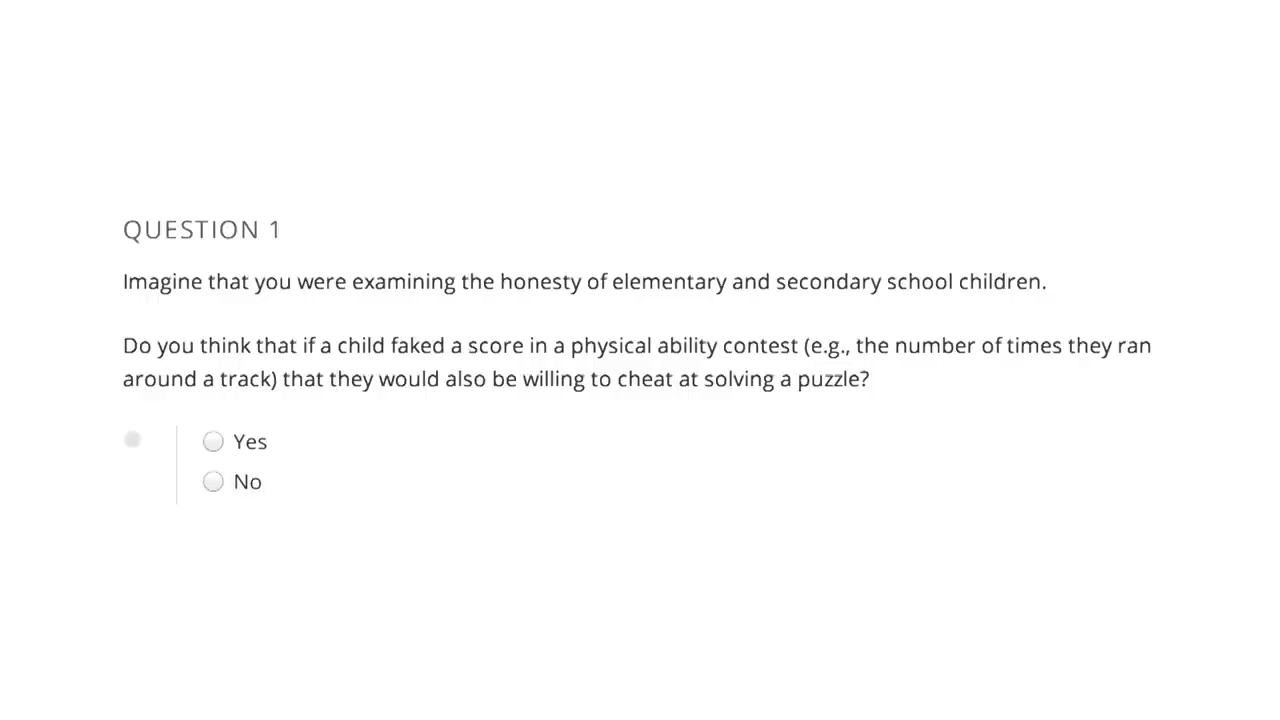 QUESTION 1
Imagine that you were examining the honesty of elementary and secondary school children.
Do you think that if a child faked a score in a physical ability contest (e.g., the number of times they ran
around a track) that they would also be willing to cheat at solving a puzzle?
Yes
No